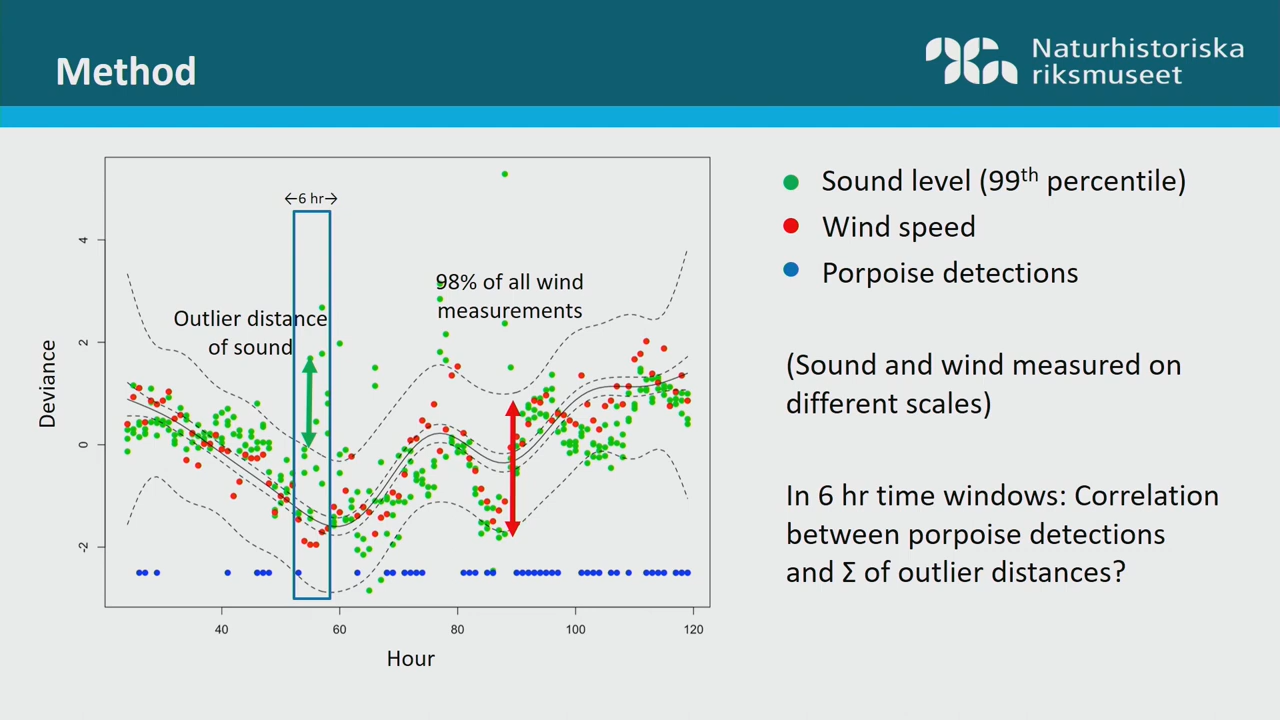 Method
Naturhistoriska
riksmuseet
←6 hr→
98% of all wind
measurements
Outlier distance
of sound
Deviance
4
2
0
-2
40
60
80
100
120
Hour
Sound level (99th percentile)
Wind speed
Porpoise detections
(Sound and wind measured on
different scales)
In 6 hr time windows: Correlation
between porpoise detections
and Σ of outlier distances?